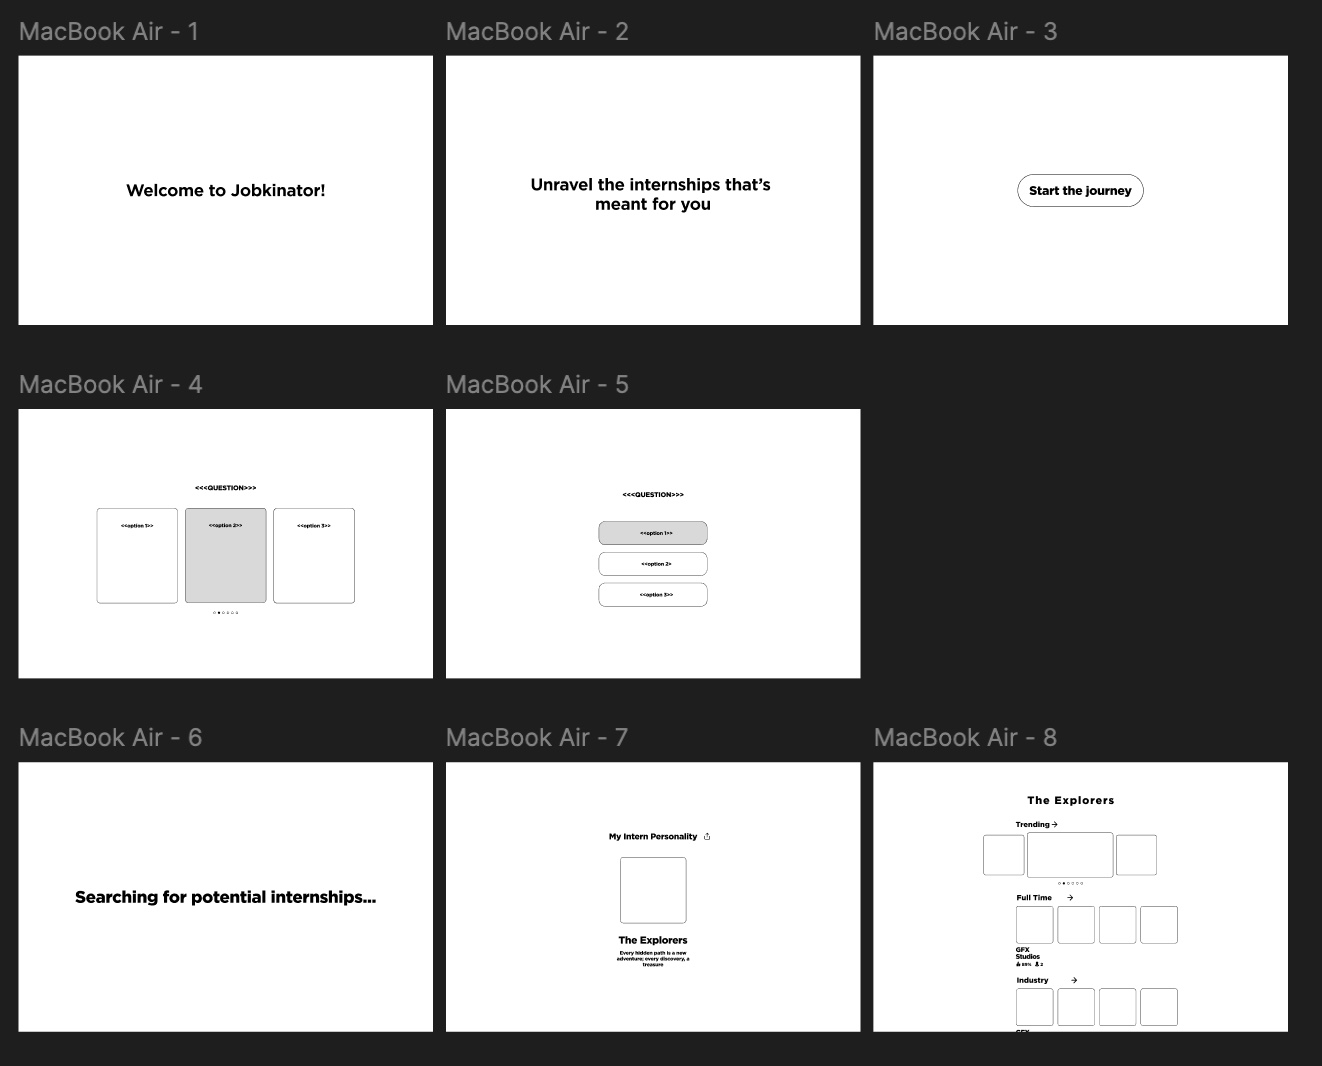 MacBook Air - 1
MacBook Air - 2
MacBook Air - 3
Welcome to Jobkinator!
Unravel the internships that's
meant for you
Start the journey
MacBook Air - 4
MacBook Air - 5
<<<QUESTION>>>
<<option 1>>
<<option 2>>
<<option 3>>
<<<QUESTION>>>
<<option 1>>
<<option 2>
<<option 3>>
MacBook Air - 6
MacBook Air - 7
MacBook Air - 8
Searching for potential internships...
My Intern Personality
The Explorers
Every hidden path is a new
adventure; every discovery, a
treasure
The Explorers
Trending
Full Time
GFX
Studios
89% 2
Industry
GFX